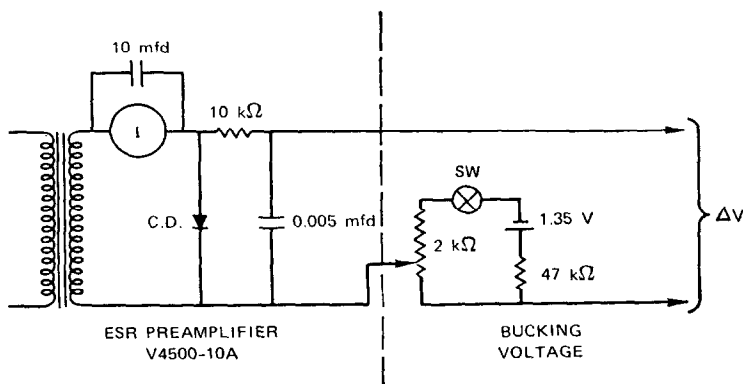 10 mfd
I
10 kΩ
C.D.
0.005 mfd
SW
1.35 V
2 kΩ
47 kΩ
ΔV
ESR PREAMPLIFIER
V4500-10A
BUCKING
VOLTAGE